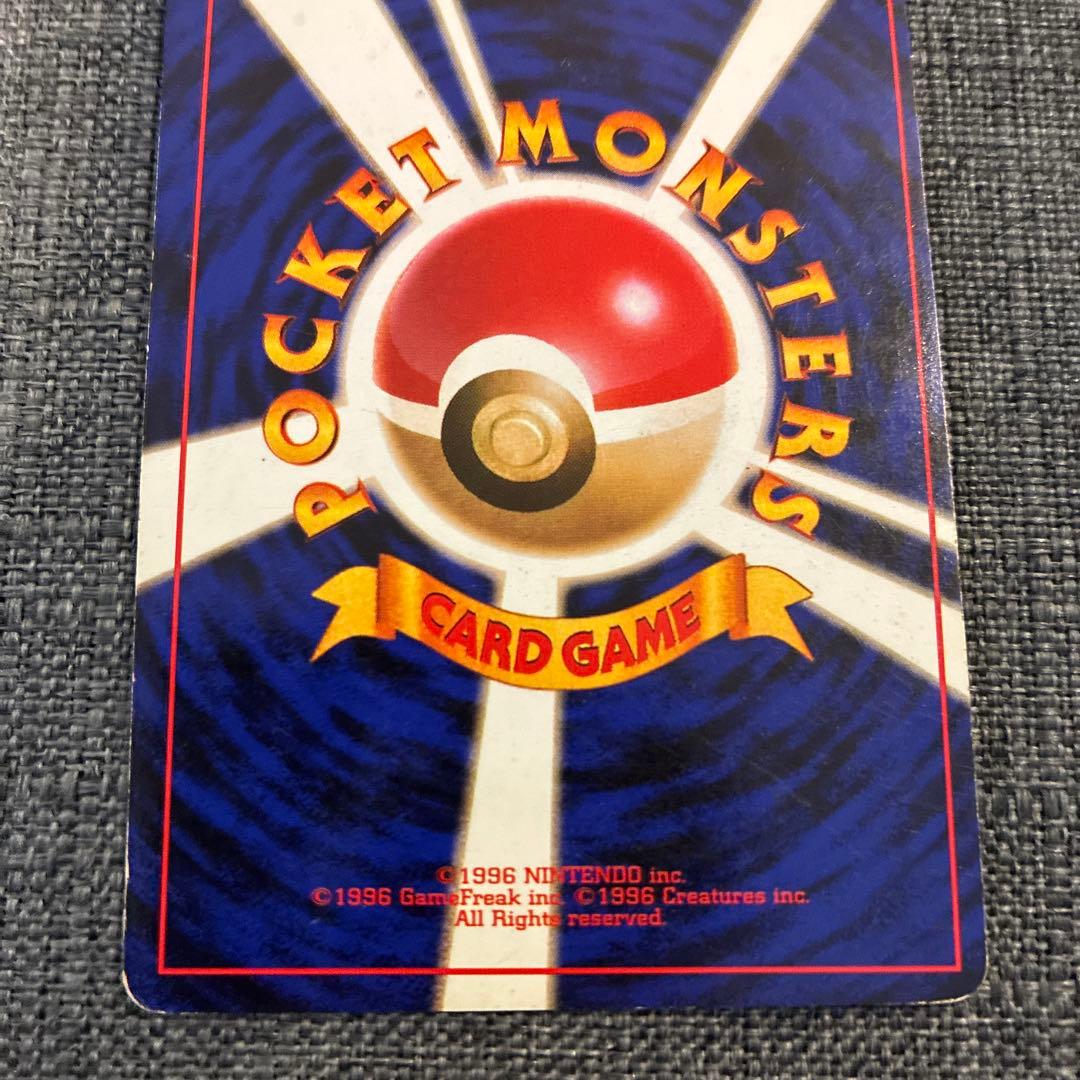 POCKET MONSTERS
CARD GAME
©1996 NINTENDO inc.
©1996 GameFreak inc. ©1996 Creatures inc.
All Rights reserved.